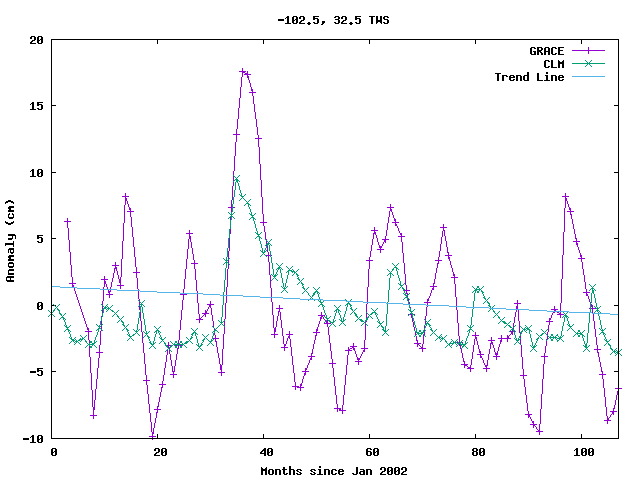 -102.5, 32.5 TWS
GRACE
CLM
Trend Line
20
15
10
5
0
-5
-10
Anomaly (cm)
0 20 40 60 80 100
Months since Jan 2002